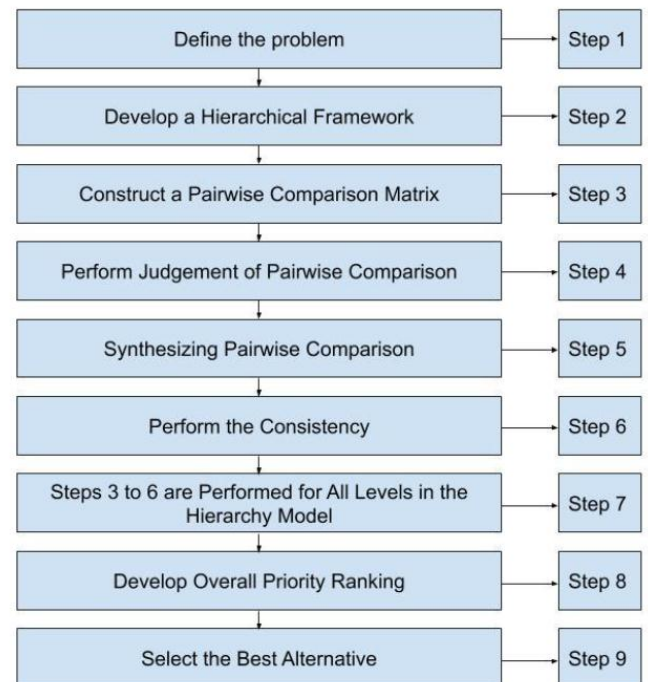 Define the problem
Step 1
Develop a Hierarchical Framework
Step 2
Construct a Pairwise Comparison Matrix
Step 3
Perform Judgement of Pairwise Comparison
Step 4
Synthesizing Pairwise Comparison
Step 5
Perform the Consistency
Step 6
Steps 3 to 6 are Performed for All Levels in the
Hierarchy Model
Step 7
Develop Overall Priority Ranking
Step 8
Select the Best Alternative
Step 9